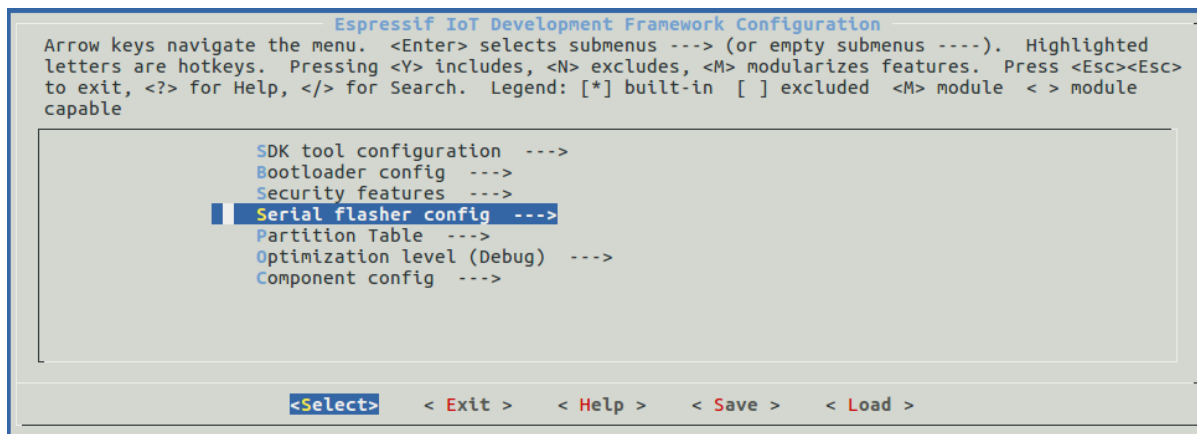 Espressif IoT Development Framework Configuration
Arrow keys navigate the menu.  <Enter> selects submenus ---> (or empty submenus ----).  Highlighted
letters are hotkeys.  Pressing <Y> includes, <N> excludes, <M> modularizes features.  Press <Esc><Esc>
to exit, <?> for Help, </> for Search.  Legend: [*] built-in  [ ] excluded  <M> module  < > module
capable
SDK tool configuration  --->
Bootloader config  --->
Security features  --->
Serial flasher config  --->
Partition Table  --->
Optimization level (Debug)  --->
Component config  --->
<Select>    < Exit >    < Help >    < Save >    < Load >